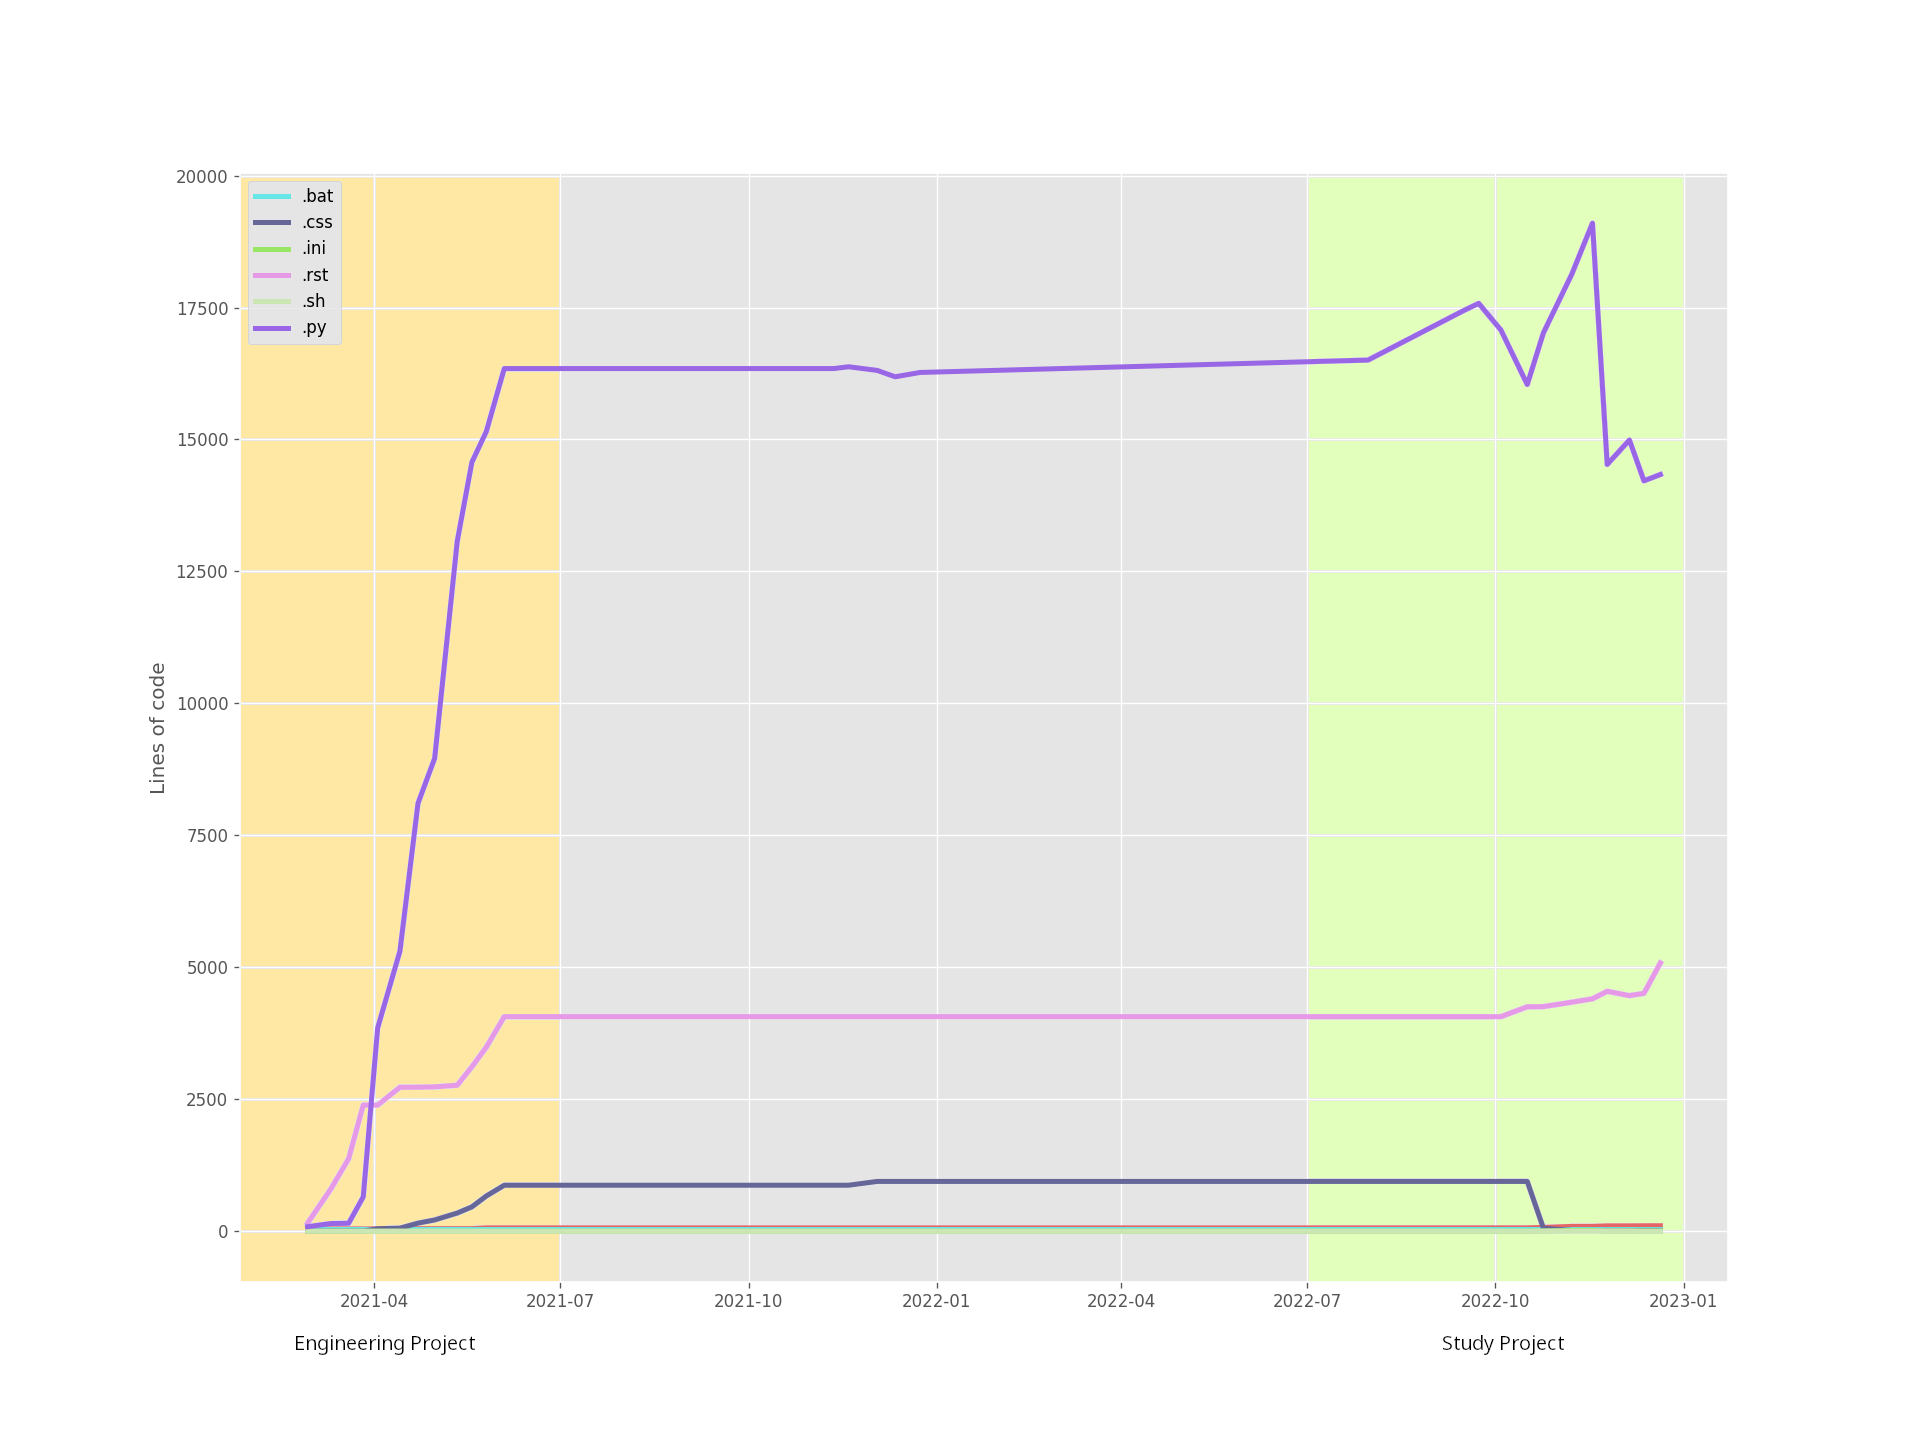 20000
17500
15000
12500
10000
7500
5000
2500
0
Lines of code
.bat
.css
.ini
.rst
.sh
.py
2021-04 2021-07 2021-10 2022-01 2022-04 2022-07 2022-10 2023-01
Engineering Project Study Project